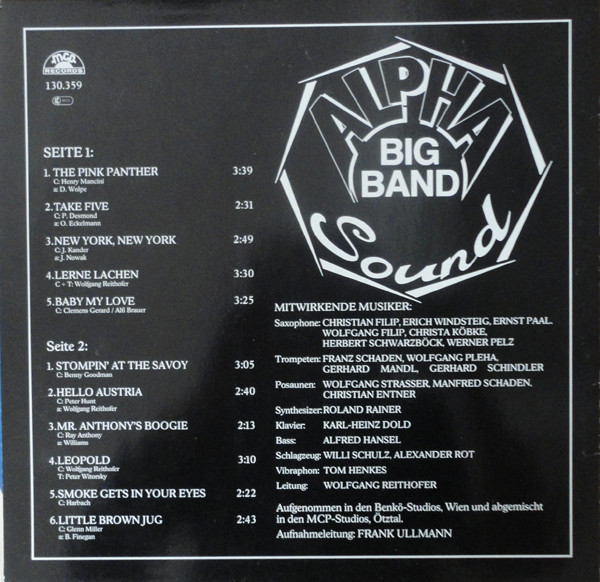 mcp
RECORDS
130.359
SEITE 1:
1. THE PINK PANTHER 3:39
C: Henry Mancini
a: D. Wolpe
2. TAKE FIVE 2:31
C: P. Desmond
a: O. Eckelmann
3. NEW YORK, NEW YORK 2:49
C: J. Kander
a: J. Nowak
4. LERNE LACHEN 3:30
C + T: Wolfgang Reithofer
5. BABY MY LOVE 3:25
C: Clemens Gerard / Alfi Brauer
Seite 2:
1. STOMPIN' AT THE SAVOY 3:05
C: Benny Goodman
2. HELLO AUSTRIA 2:40
C: Peter Hunt
a: Wolfgang Reithofer
3. MR. ANTHONY'S BOOGIE 2:13
C: Ray Anthony
a: Williams
4. LEOPOLD 3:10
C: Wolfgang Reithofer
T: Peter Witorsky
5. SMOKE GETS IN YOUR EYES 2:22
C: Harbach
6. LITTLE BROWN JUG 2:43
C: Glenn Miller
a: B. Finegan
ALPHA
BIG
BAND
Sound
MITWIRKENDE MUSIKER:
Saxophone: CHRISTIAN FILIP, ERICH WINDSTEIG, ERNST PAAL.
WOLFGANG FILIP, CHRISTA KÖBKE,
HERBERT SCHWARZBÖCK, WERNER PELZ
Trompeten: FRANZ SCHADEN, WOLFGANG PLEHA,
GERHARD MANDL, GERHARD SCHINDLER
Posaunen: WOLFGANG STRASSER, MANFRED SCHADEN,
CHRISTIAN ENTNER
Synthesizer: ROLAND RAINER
Klavier: KARL-HEINZ DOLD
Bass: ALFRED HANSEL
Schlagzeug: WILLI SCHULZ, ALEXANDER ROT
Vibraphon: TOM HENKES
Leitung: WOLFGANG REITHOFER
Aufgenommen in den Benkö-Studios, Wien und abgemischt
in den MCP-Studios, Ötztal.
Aufnahmeleitung: FRANK ULLMANN